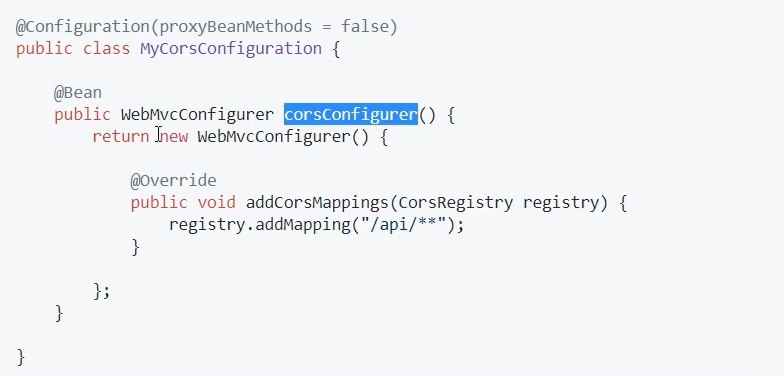 @Configuration(proxyBeanMethods = false)
public class MyCorsConfiguration {
@Bean
public WebMvcConfigurer corsConfigurer() {
return new WebMvcConfigurer() {
@Override
public void addCorsMappings(CorsRegistry registry) {
registry.addMapping("/api/**");
}
};
}
}